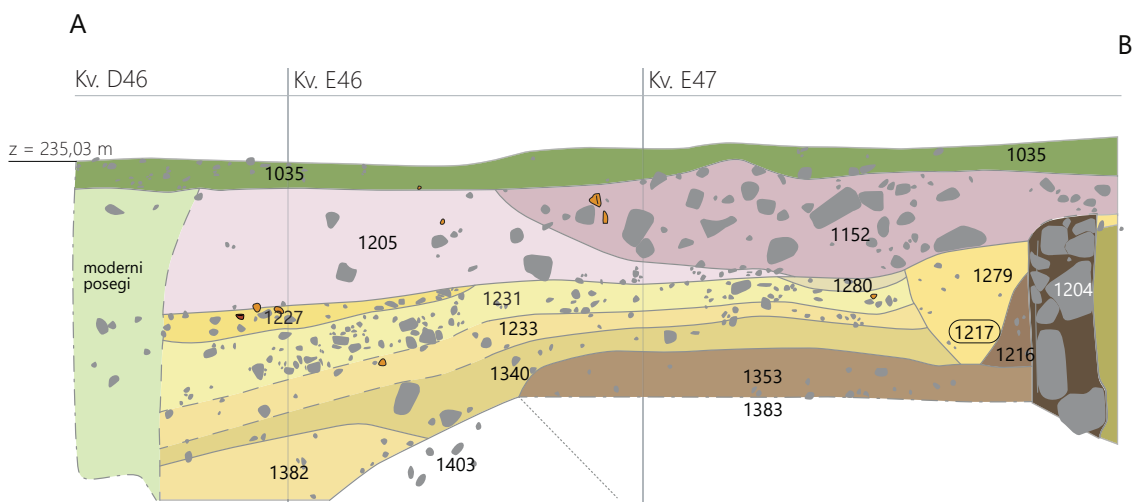 A
B
Kv. D46
Kv. E46
Kv. E47
z = 235,03 m
1035
1035
1205
1152
moderni
posegi
1279
1280
1204
1231
1227
1233
1217
1216
1340
1353
1383
1403
1382